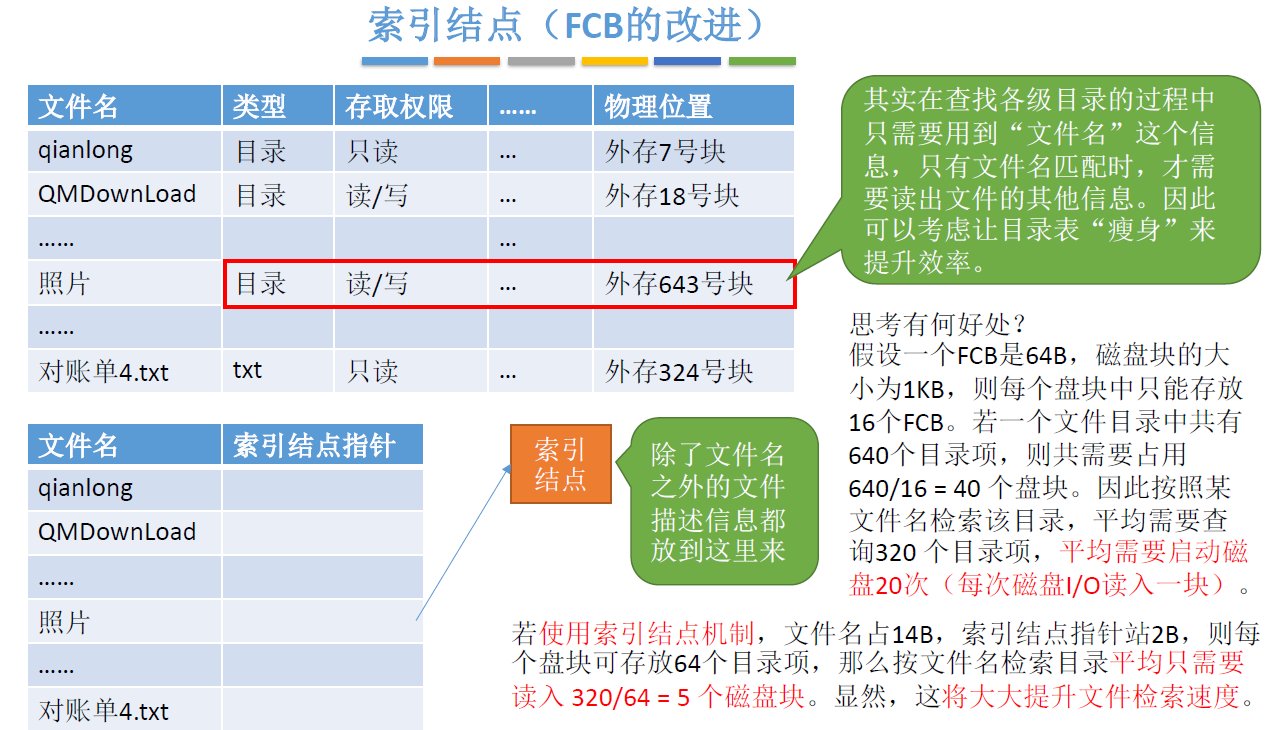 索引结点（FCB的改进）
文件名 类型 存取权限 …… 物理位置
qianlong 目录 只读 … 外存7号块
QMDownLoad 目录 读/写 … 外存18号块
…… …
照片 目录 读/写 … 外存643号块
……
对账单4.txt txt 只读 … 外存324号块
其实在查找各级目录的过程中
只需要用到“文件名”这个信
息，只有文件名匹配时，才需
要读出文件的其他信息。因此
可以考虑让目录表“瘦身”来
提升效率。
思考有何好处？
假设一个FCB是64B，磁盘块的大
小为1KB，则每个盘块中只能存放
16个FCB。若一个文件目录中共有
640个目录项，则共需要占用
640/16 = 40 个盘块。因此按照某
文件名检索该目录，平均需要查
询320 个目录项，平均需要启动磁
盘20次（每次磁盘I/O读入一块）。
文件名 索引结点指针
qianlong
QMDownLoad
……
照片
……
对账单4.txt
索引
结点
除了文件名
之外的文件
描述信息都
放到这里来
若使用索引结点机制，文件名占14B，索引结点指针站2B，则每
个盘块可存放64个目录项，那么按文件名检索目录平均只需要
读入 320/64 = 5 个磁盘块。显然，这将大大提升文件检索速度。